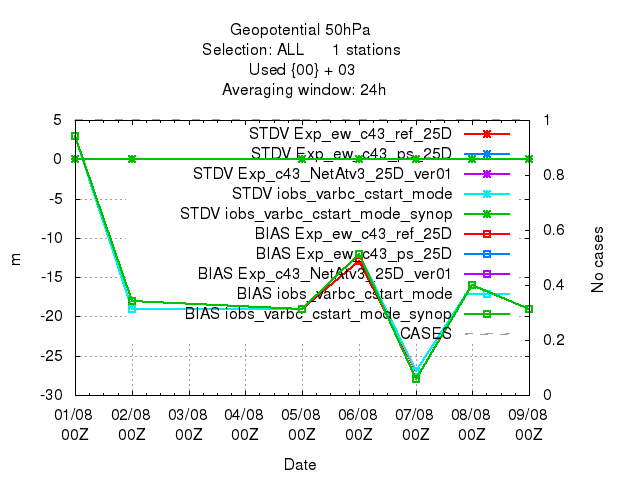 Geopotential 50hPa
Selection: ALL 1 stations
Used {00} + 03
Averaging window: 24h
5
0
-5
-10
-15
-20
-25
-30
m
1
0.8
0.6
0.4
0.2
0
No cases
STDV Exp_ew_c43_ref_25D
STDV Exp_ew_c43_ps_25D
STDV Exp_c43_NetAtv3_25D_ver01
STDV iobs_varbc_cstart_mode
STDV iobs_varbc_cstart_mode_synop
BIAS Exp_ew_c43_ref_25D
BIAS Exp_ew_c43_ps_25D
BIAS Exp_c43_NetAtv3_25D_ver01
BIAS iobs_varbc_cstart_mode
BIAS iobs_varbc_cstart_mode_synop
CASES
01/08 02/08 03/08 04/08 05/08 06/08 07/08 08/08 09/08
00Z 00Z 00Z 00Z 00Z 00Z 00Z 00Z 00Z
Date